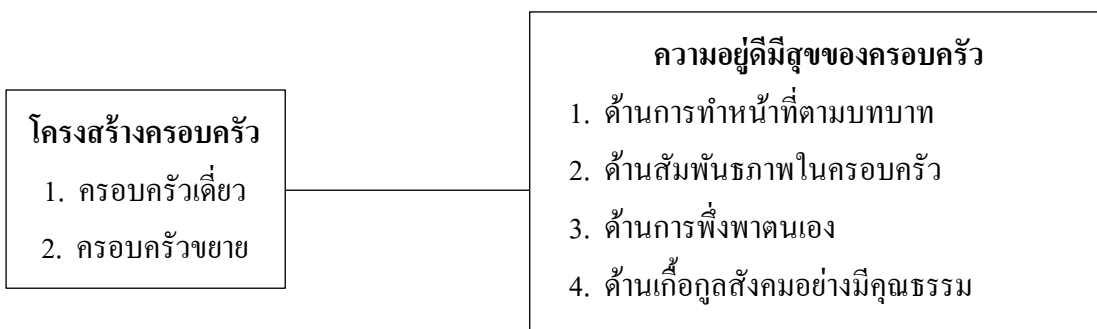 โครงสร้างครอบครัว
1. ครอบครัวเดี่ยว
2. ครอบครัวขยาย
ความอยู่ดีมีสุขของครอบครัว
1. ด้านการทำหน้าที่ตามบทบาท
2. ด้านสัมพันธภาพในครอบครัว
3. ด้านการพึ่งพาตนเอง
4. ด้านเกื้อกูลสังคมอย่างมีคุณธรรม